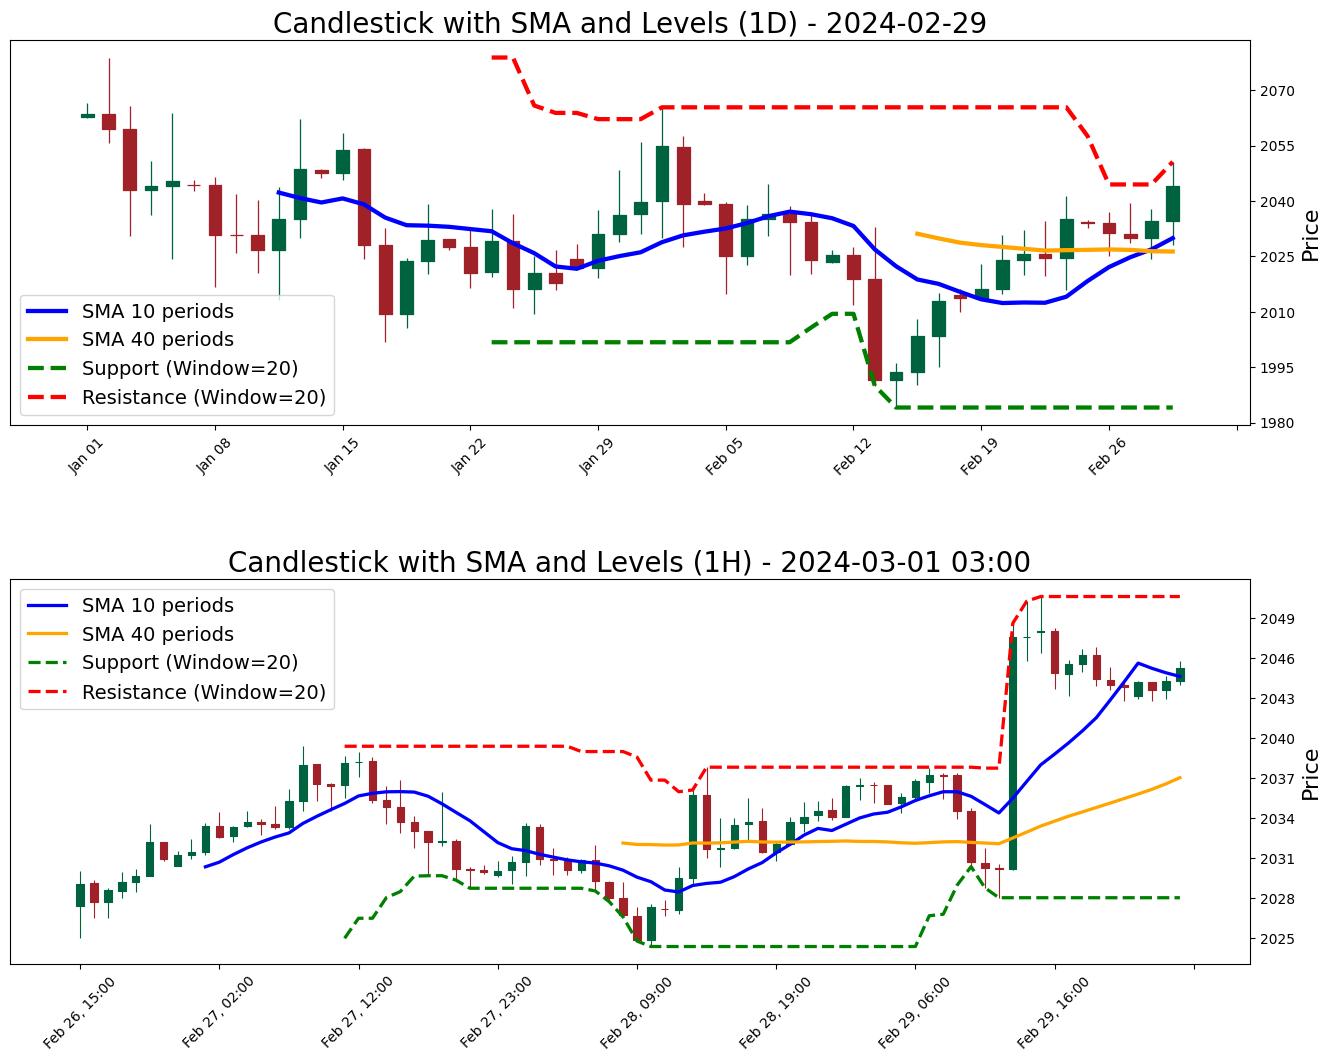 Candlestick with SMA and Levels (1D) - 2024-02-29
2070
2055
2040
2025
2010
1995
1980
Price
SMA 10 periods
SMA 40 periods
Support (Window=20)
Resistance (Window=20)
Jan 01
Jan 08
Jan 15
Jan 22
Jan 29
Feb 05
Feb 12
Feb 19
Feb 26
Candlestick with SMA and Levels (1H) - 2024-03-01 03:00
SMA 10 periods
SMA 40 periods
Support (Window=20)
Resistance (Window=20)
2049
2046
2043
2040
2037
2034
2031
2028
2025
Price
Feb 26, 15:00
Feb 27, 02:00
Feb 27, 12:00
Feb 27, 23:00
Feb 28, 09:00
Feb 28, 19:00
Feb 29, 06:00
Feb 29, 16:00